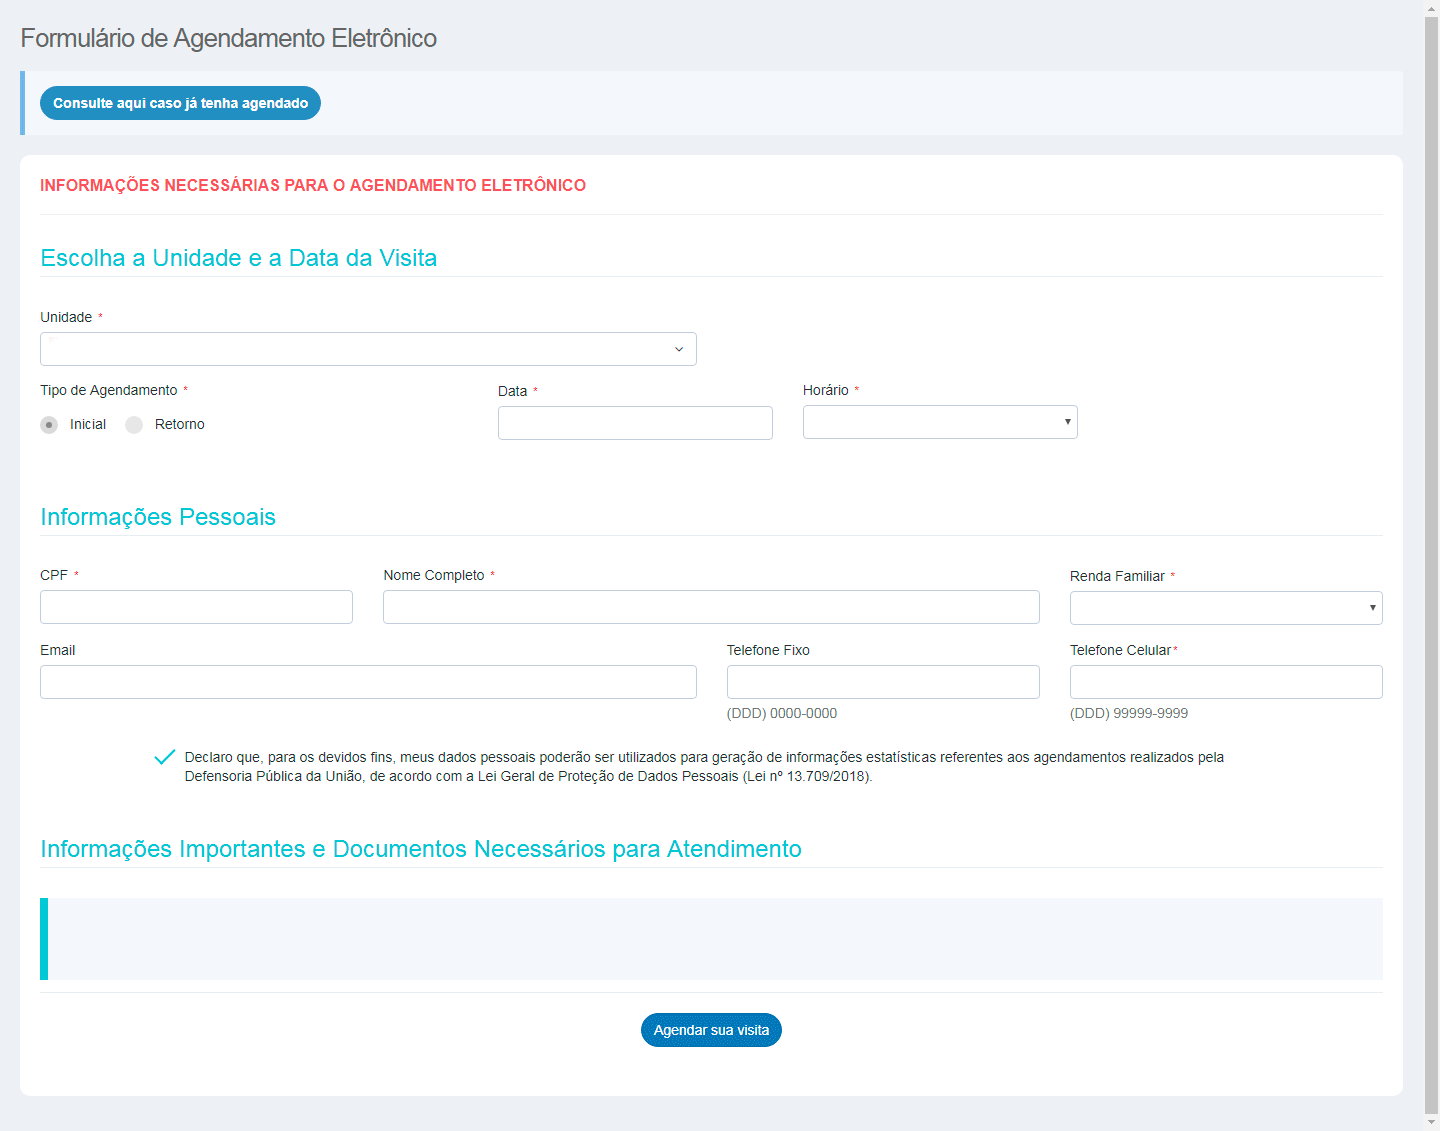 Formulário de Agendamento Eletrônico
Consulte aqui caso já tenha agendado
INFORMAÇÕES NECESSÁRIAS PARA O AGENDAMENTO ELETRÔNICO
Escolha a Unidade e a Data da Visita
Unidade *
Tipo de Agendamento * Data * Horário *
Inicial Retorno
Informações Pessoais
CPF * Nome Completo * Renda Familiar *
Email Telefone Fixo Telefone Celular*
(DDD) 0000-0000 (DDD) 99999-9999
Declaro que, para os devidos fins, meus dados pessoais poderão ser utilizados para geração de informações estatísticas referentes aos agendamentos realizados pela
Defensoria Pública da União, de acordo com a Lei Geral de Proteção de Dados Pessoais (Lei nº 13.709/2018).
Informações Importantes e Documentos Necessários para Atendimento
Agendar sua visita